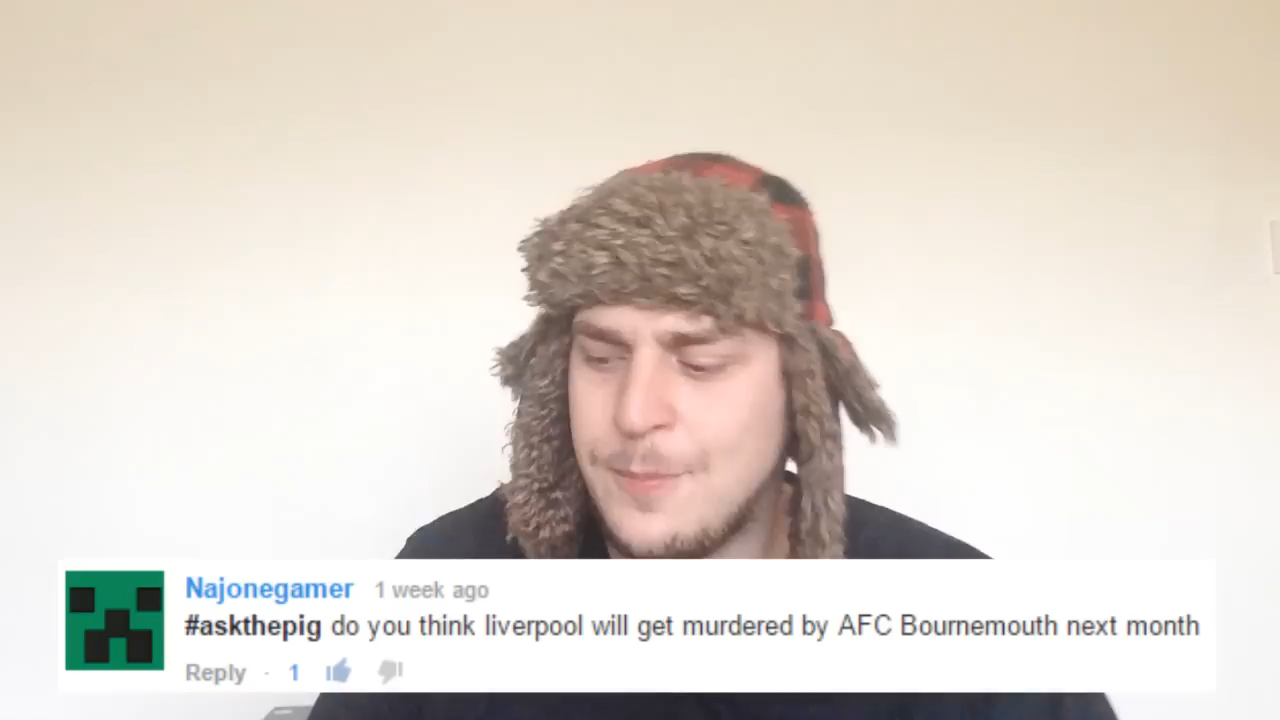 Najonegamer 1 week ago
#askthepig do you think liverpool will get murdered by AFC Bournemouth next month
Reply · 1